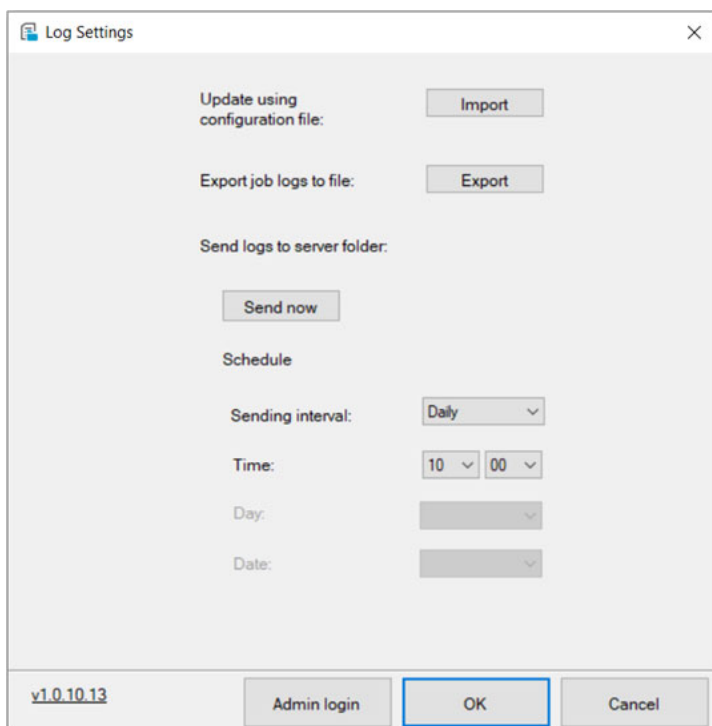 Log Settings
Update using
configuration file:
Import
Export job logs to file:
Export
Send logs to server folder:
Send now
Schedule
Sending interval:
Daily
Time:
10
00
Day:
Date:
v1.0.10.13
Admin login
OK
Cancel